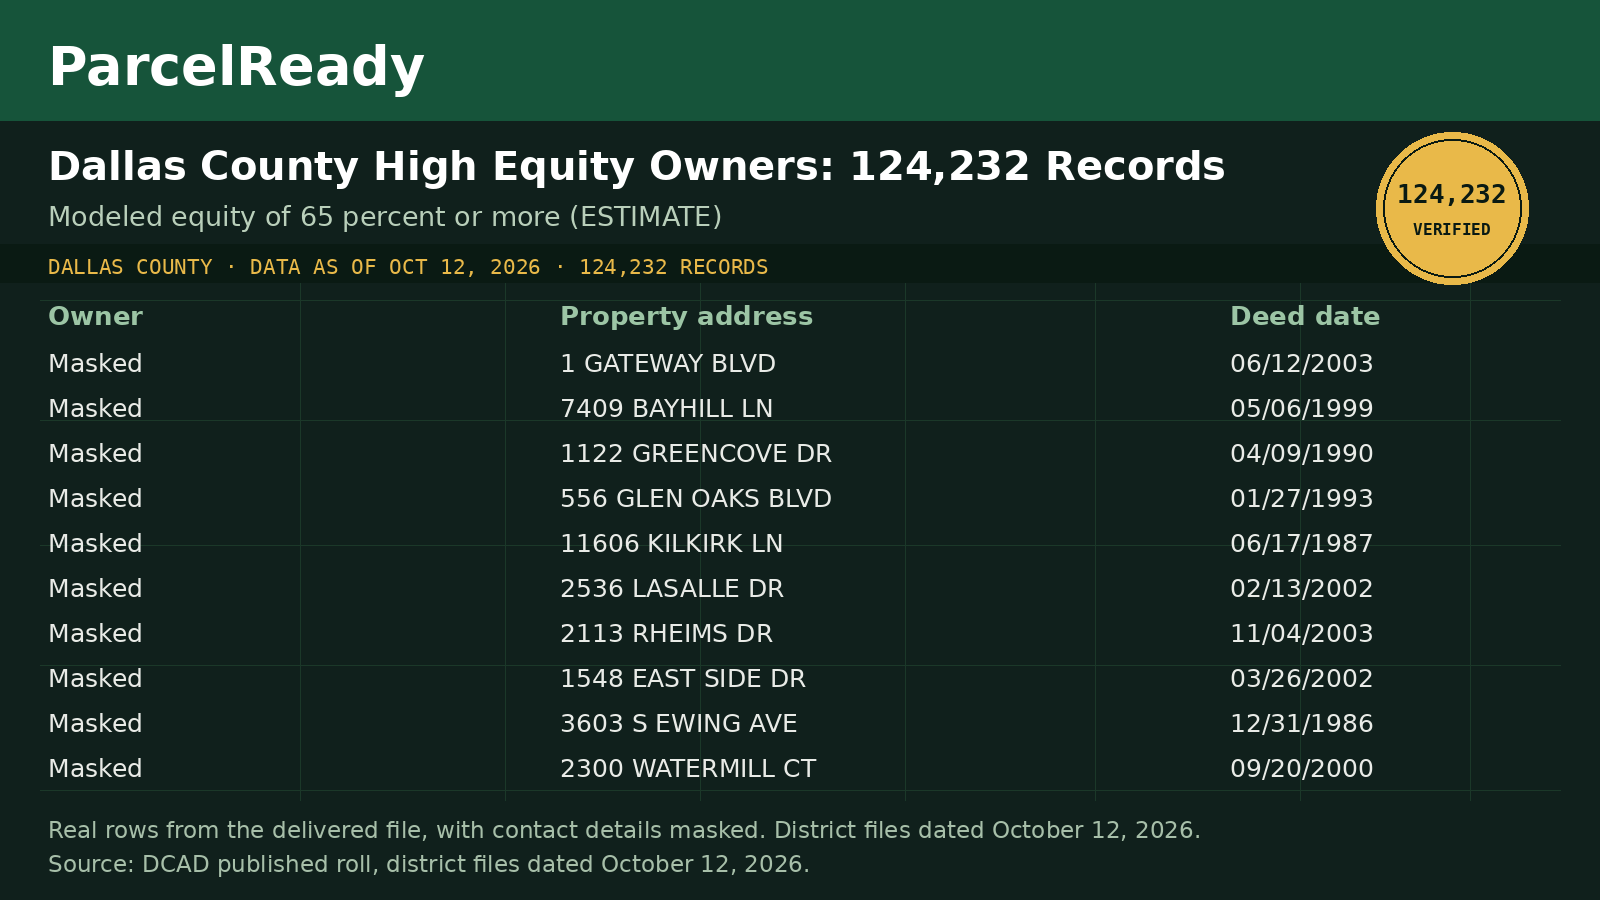 ParcelReady
Dallas County High Equity Owners: 124,232 Records
Modeled equity of 65 percent or more (ESTIMATE)
124,232
VERIFIED
DALLAS COUNTY · DATA AS OF OCT 12, 2026 · 124,232 RECORDS
Owner Property address Deed date
Masked 1 GATEWAY BLVD 06/12/2003
Masked 7409 BAYHILL LN 05/06/1999
Masked 1122 GREENCOVE DR 04/09/1990
Masked 556 GLEN OAKS BLVD 01/27/1993
Masked 11606 KILKIRK LN 06/17/1987
Masked 2536 LASALLE DR 02/13/2002
Masked 2113 RHEIMS DR 11/04/2003
Masked 1548 EAST SIDE DR 03/26/2002
Masked 3603 S EWING AVE 12/31/1986
Masked 2300 WATERMILL CT 09/20/2000
Real rows from the delivered file, with contact details masked. District files dated October 12, 2026.
Source: DCAD published roll, district files dated October 12, 2026.